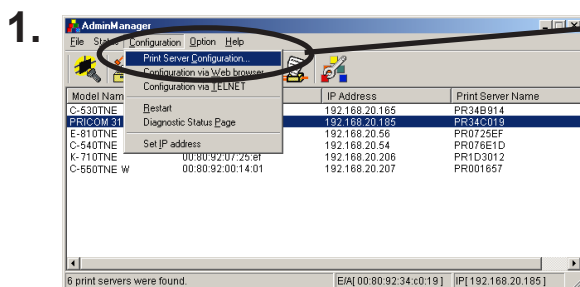 1.
AdminManager
File Status Configuration Option Help
Print Server Configuration...
Configuration via Web browser
Configuration via TELNET
Restart
Diagnostic Status Page
Set IP address
Model Nam IP Address Print Server Name
C-530TNE 192.168.20.165 PR34B914
PRICOM 31 192.168.20.185 PR34C019
E-810TNE 192.168.20.56 PR0725EF
C-540TNE 192.168.20.54 PR076E1D
K-710TNE 00:80:92:07:25:ef 192.168.20.206 PR1D3012
C-550TNE W 00:80:92:00:14:01 192.168.20.207 PR001657
6 print servers were found. E/A[ 00:80:92:34:c0:19 ] IP[ 192.168.20.185 ]